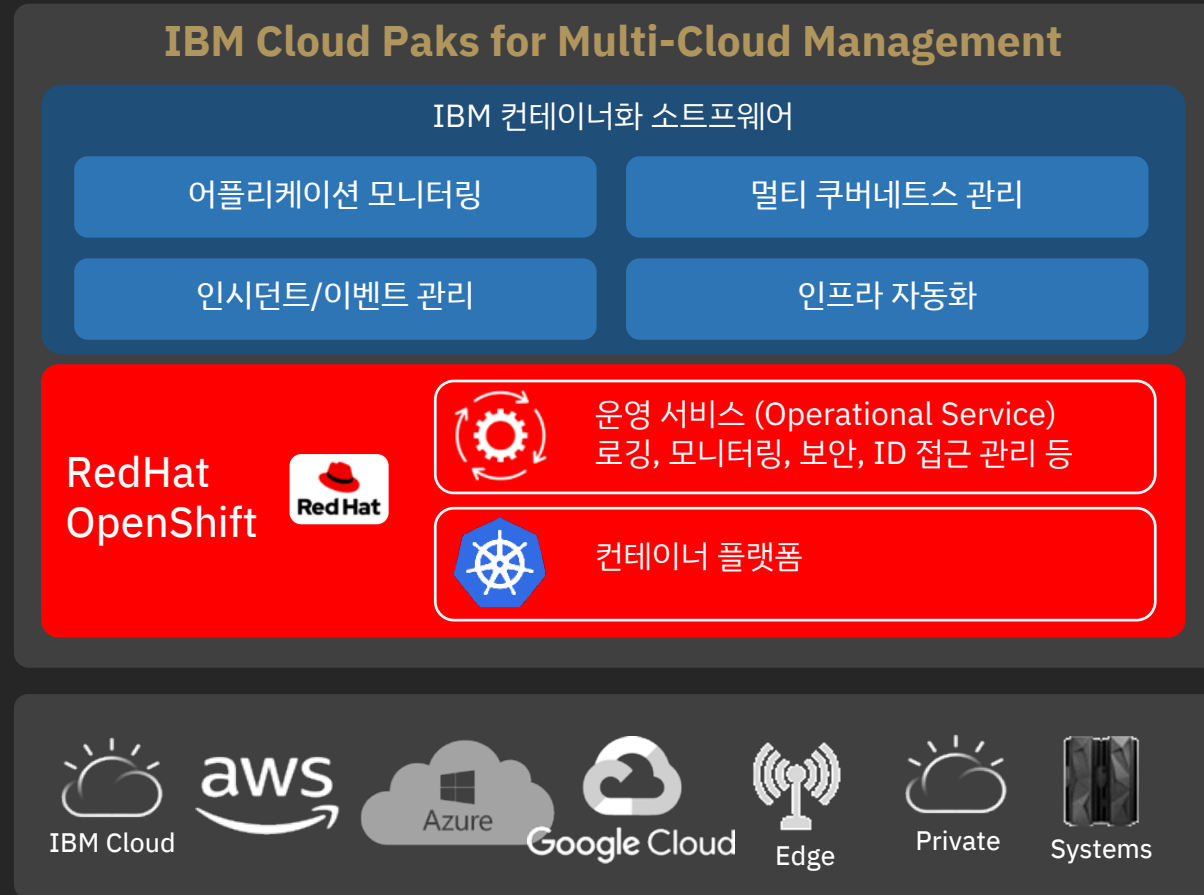 IBM Cloud Paks for Multi-Cloud Management
IBM 컨테이너화 소트프웨어
어플리케이션 모니터링
멀티 쿠버네트스 관리
인시던트/이벤트 관리
인프라 자동화
RedHat
OpenShift
Red Hat
운영 서비스 (Operational Service)
로깅, 모니터링, 보안, ID 접근 관리 등
컨테이너 플랫폼
IBM Cloud
aws
Azure
Google Cloud
Edge
Private
Systems